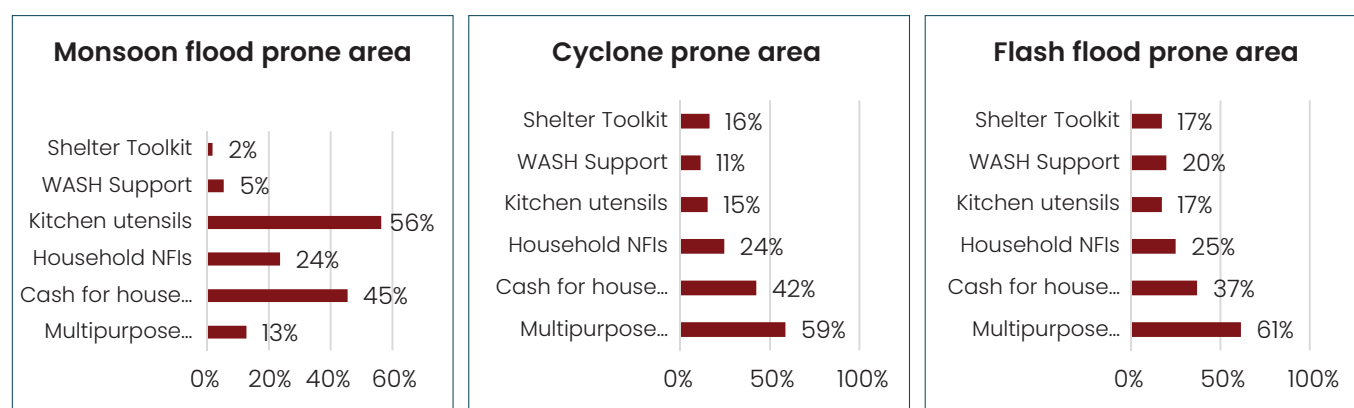 Monsoon flood prone area
Shelter Toolkit 2%
WASH Support 5%
Kitchen utensils 56%
Household NFIs 24%
Cash for house... 45%
Multipurpose... 13%
0% 20% 40% 60%
Cyclone prone area
Shelter Toolkit 16%
WASH Support 11%
Kitchen utensils 15%
Household NFIs 24%
Cash for house... 42%
Multipurpose... 59%
0% 50% 100%
Flash flood prone area
Shelter Toolkit 17%
WASH Support 20%
Kitchen utensils 17%
Household NFIs 25%
Cash for house... 37%
Multipurpose... 61%
0% 50% 100%